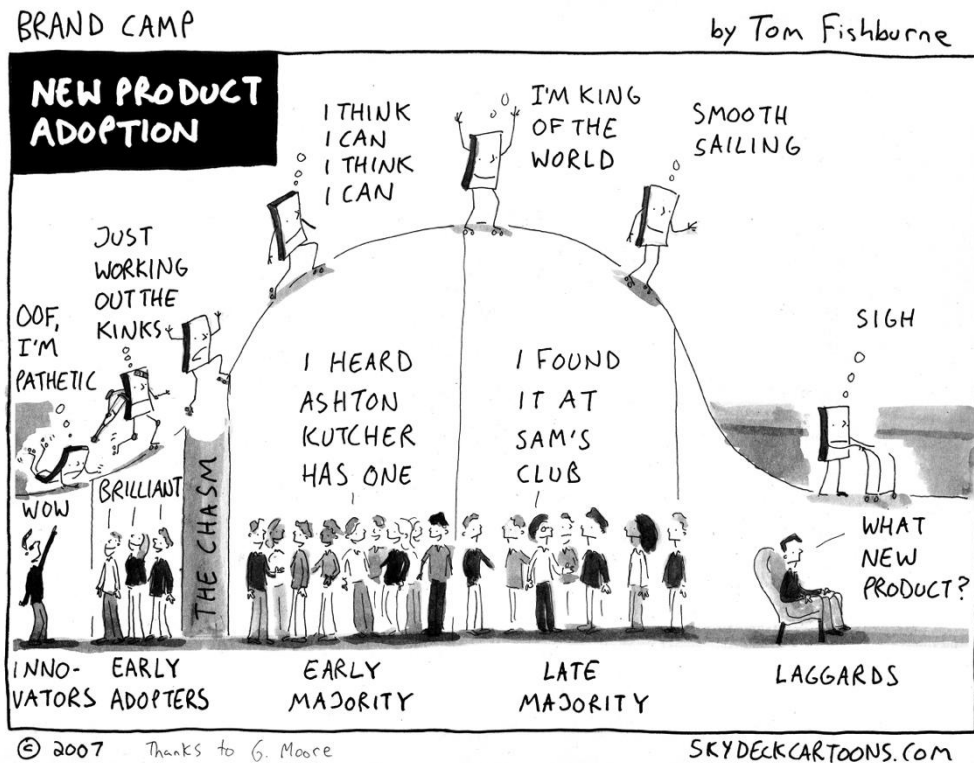 BRAND CAMP
by Tom Fishburne
NEW PRODUCT
ADOPTION
OOF,
I'M
PATHETIC
JUST
WORKING
OUT THE
KINKS
I THINK
I CAN
I THINK
I CAN
I'M KING
OF THE
WORLD
SMOOTH
SAILING
SIGH
WOW
BRILLIANT
THE CHASM
I HEARD
ASHTON
KUTCHER
HAS ONE
I FOUND
IT AT
SAM'S
CLUB
WHAT
NEW
PRODUCT?
INNO-
VATORS
EARLY
ADOPTERS
EARLY
MAJORITY
LATE
MAJORITY
LAGGARDS
© 2007
Thanks to G. Moore
SKYDECKCARTOONS.COM